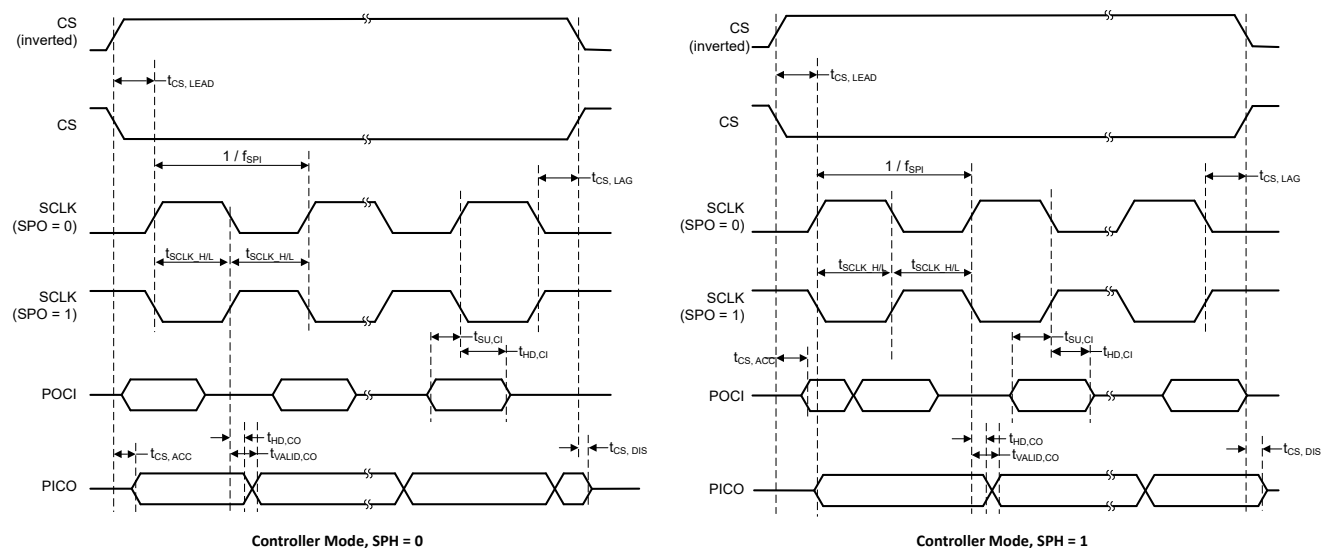 CS
(inverted)
tCS, LEAD
CS
1 / fSPI
tCS, LAG
SCLK
(SPO = 0)
tSCLK_H/L
tSCLK_H/L
SCLK
(SPO = 1)
tSU,CI
tHD,CI
POCI
tHD,CO
tVALID,CO
tCS, ACC
tCS, DIS
PICO
Controller Mode, SPH = 0
CS
(inverted)
tCS, LEAD
CS
1 / fSPI
tCS, LAG
SCLK
(SPO = 0)
tSCLK_H/L
tSCLK_H/L
SCLK
(SPO = 1)
tSU,CI
tHD,CI
tCS, ACC
POCI
tHD,CO
tVALID,CO
tCS, DIS
PICO
Controller Mode, SPH = 1